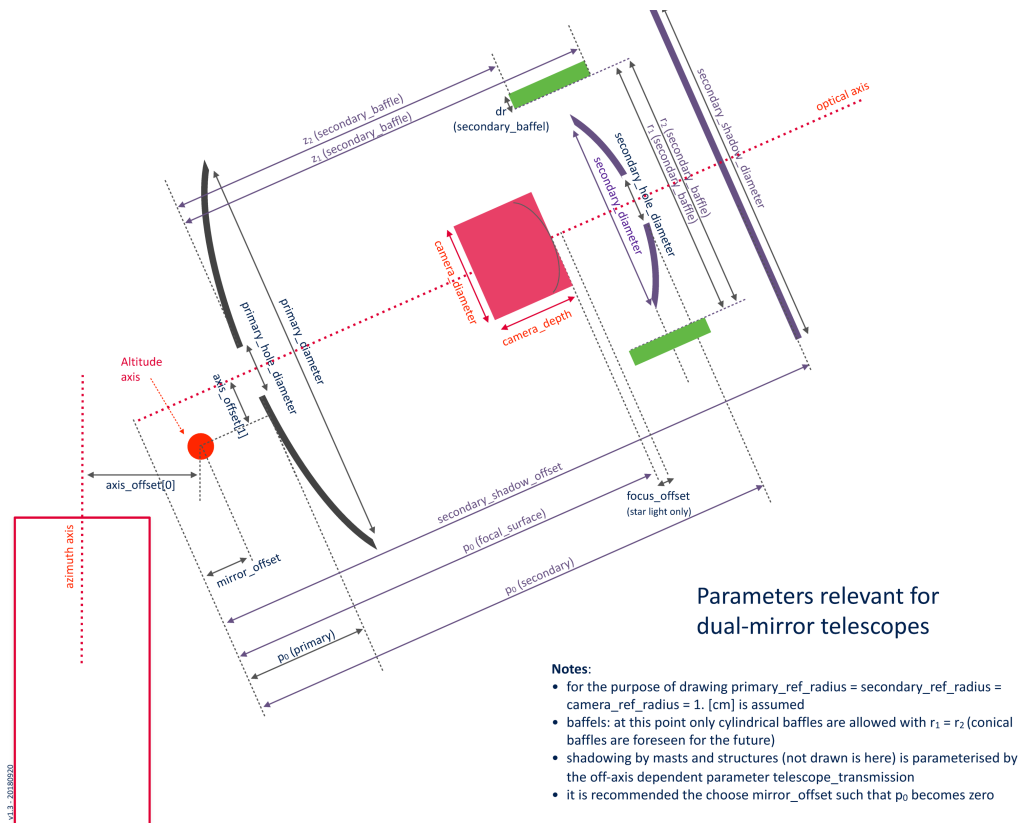 secondary_shadow_diameter
optical axis
z₂ (secondary_baffle)
z₁ (secondary_baffle)
dr
(secondary_baffel)
r₂ (secondary_baffle)
r₁ (secondary_baffle)
secondary_hole_diameter
secondary_diameter
camera_diameter
camera_depth
primary_diameter
primary_hole_diameter
Altitude
axis
axis_offset[1]
axis_offset[0]
azimuth axis
mirror_offset
secondary_shadow_offset
p₀ (focal_surface)
focus_offset
(star light only)
p₀ (secondary)
p₀ (primary)
Parameters relevant for
dual-mirror telescopes
Notes:
• for the purpose of drawing primary_ref_radius = secondary_ref_radius =
camera_ref_radius = 1. [cm] is assumed
• baffels: at this point only cylindrical baffles are allowed with r₁ = r₂ (conical
baffles are foreseen for the future)
• shadowing by masts and structures (not drawn is here) is parameterised by
the off-axis dependent parameter telescope_transmission
• it is recommended the choose mirror_offset such that p₀ becomes zero
v1.3 - 20180920